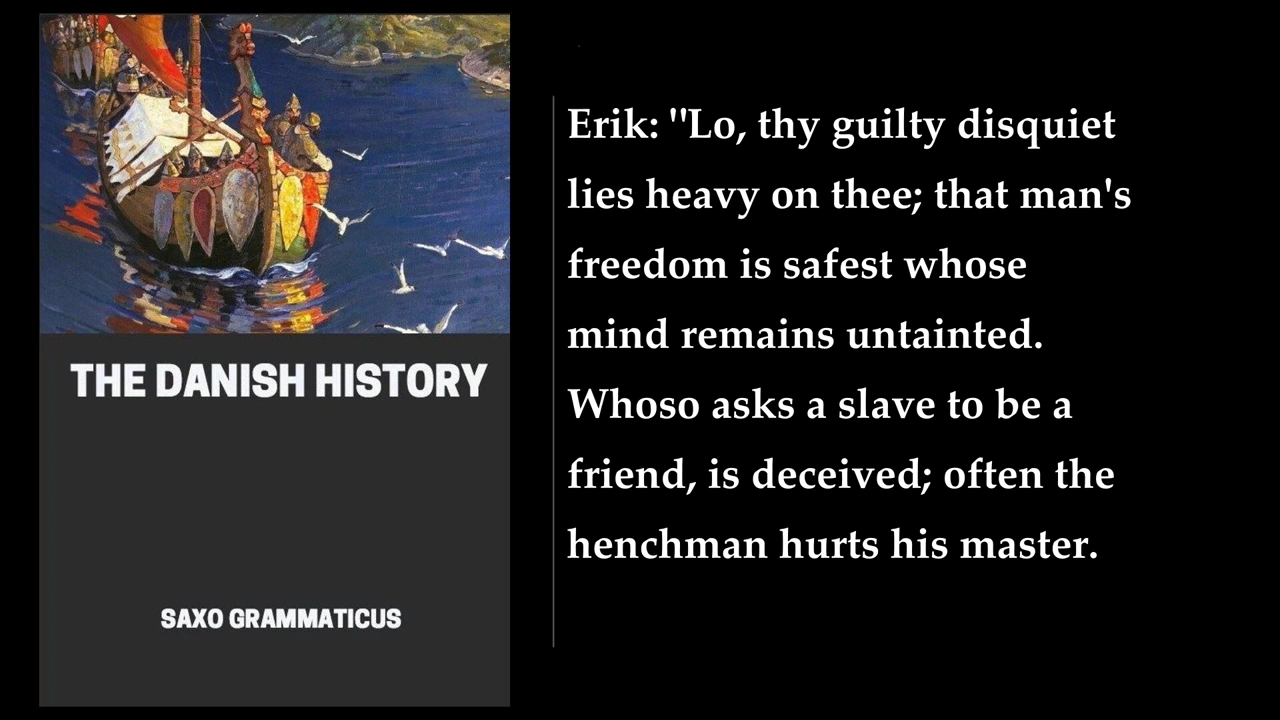 THE DANISH HISTORY
SAXO GRAMMATICUS
Erik: "Lo, thy guilty disquiet
lies heavy on thee; that man's
freedom is safest whose
mind remains untainted.
Whoso asks a slave to be a
friend, is deceived; often the
henchman hurts his master.